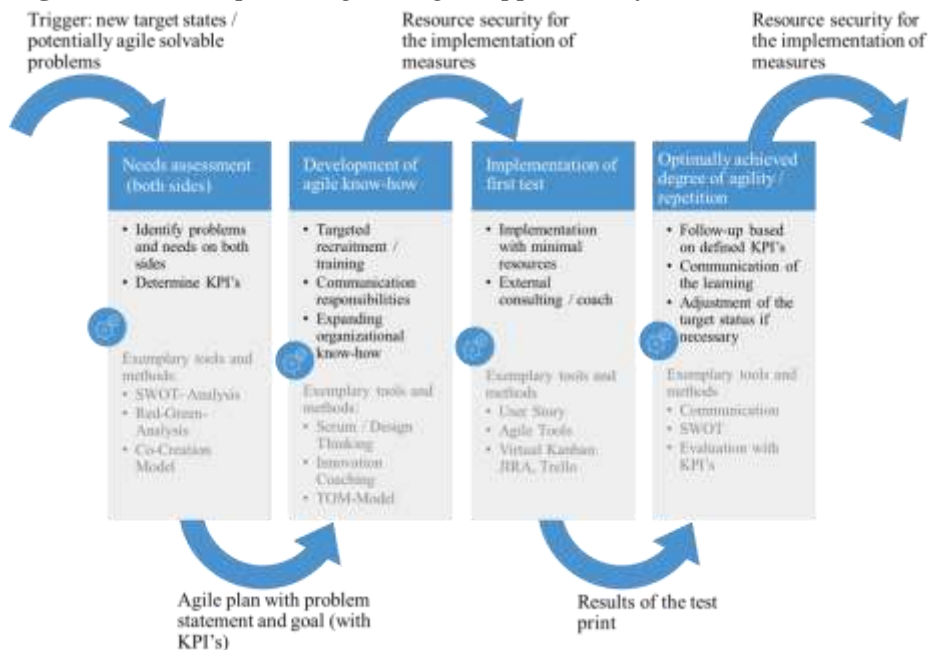 Trigger: new target states /
potentially agile solvable
problems
Resource security for
the implementation of
measures
Resource security for
the implementation of
measures
Needs assessment
(both sides)
• Identify problems
and needs on both
sides
• Determine KPI's
Exemplary tools and
methods:
• SWOT- Analysis
• Red-Green-
Analysis
• Co-Creation
Model
Development of
agile know-how
• Targeted
recruitment /
training
• Communication
responsibilities
• Expanding
organizational
know-how
Exemplary tools and
methods:
• Scrum / Design
Thinking
• Innovation
Coaching
• TOM-Model
Implementation of
first test
• Implementation
with minimal
resources
• External
consulting / coach
Exemplary tools and
methods
• User Story
• Agile Tools
• Virtual Kanban:
JIRA, Trello
Optimally achieved
degree of agility /
repetition
• Follow-up based
on defined KPI's
• Communication of
the learning
• Adjustment of the
target status if
necessary
Exemplary tools and
methods
• Communication
• SWOT
• Evaluation with
KPI's
Agile plan with problem
statement and goal (with
KPI's)
Results of the test
print